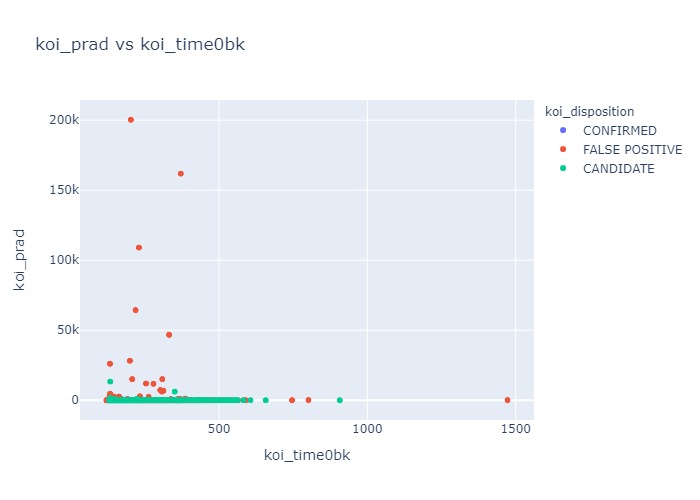 koi_prad vs koi_time0bk
koi_disposition
CONFIRMED
FALSE POSITIVE
CANDIDATE
200k
150k
100k
50k
0
koi_prad
500
1000
1500
koi_time0bk